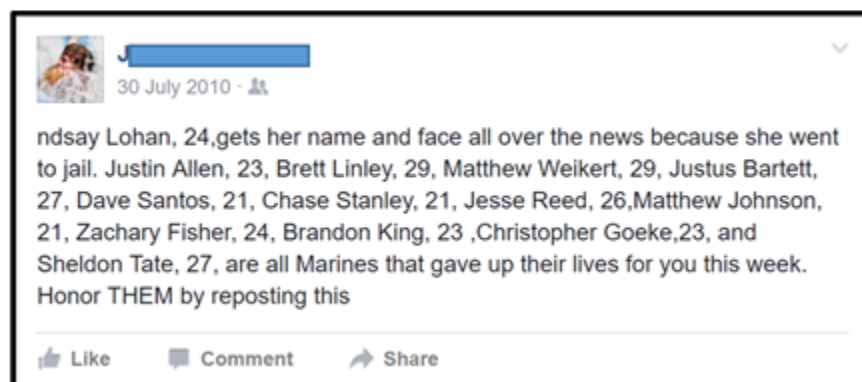 J
30 July 2010 ·
ndsay Lohan, 24,gets her name and face all over the news because she went
to jail. Justin Allen, 23, Brett Linley, 29, Matthew Weikert, 29, Justus Bartett,
27, Dave Santos, 21, Chase Stanley, 21, Jesse Reed, 26,Matthew Johnson,
21, Zachary Fisher, 24, Brandon King, 23 ,Christopher Goeke,23, and
Sheldon Tate, 27, are all Marines that gave up their lives for you this week.
Honor THEM by reposting this
Like Comment Share